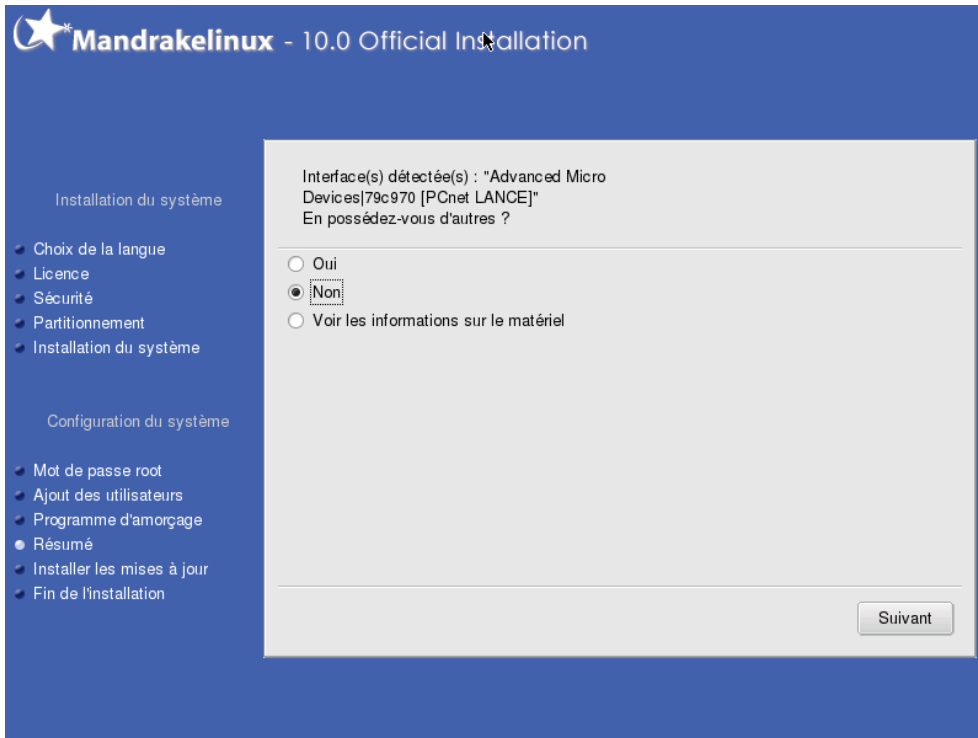 Mandrakelinux - 10.0 Official Installation
Installation du système
Choix de la langue
Licence
Sécurité
Partitionnement
Installation du système
Configuration du système
Mot de passe root
Ajout des utilisateurs
Programme d'amorçage
Résumé
Installer les mises à jour
Fin de l'installation
Interface(s) détectée(s) : "Advanced Micro
Devices|79c970 [PCnet LANCE]"
En possédez-vous d'autres ?
Oui
Non
Voir les informations sur le matériel
Suivant